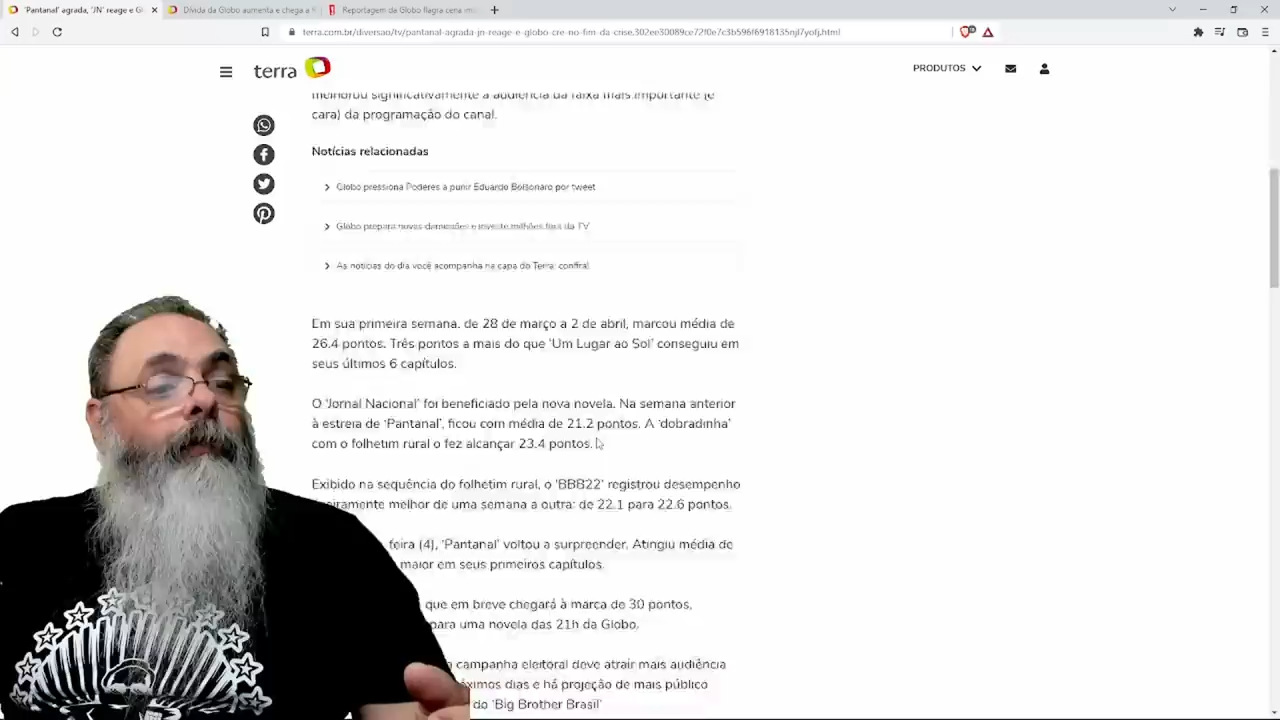 'Pantanal' agrada, 'JN' reage e Gl
Dívida da Globo aumenta e chega a R
Reportagem da Globo flagra cena
terra.com.br/diversao/tv/pantanal-agrada-jn-reage-e-globo-cre-no-fim-da-crise,302ee30089ce72f0e7c3b596f6918135njl7yofj.html
terra
PRODUTOS
melhorou significativamente a audiência da faixa mais importante (e
cara) da programação do canal.
Notícias relacionadas
Globo pressiona Poderes a punir Eduardo Bolsonaro por tweet
Globo prepara novas demissões e investe milhões fora da TV
As notícias do dia você acompanha na capa do Terra: confira!
Em sua primeira semana, de 28 de março a 2 de abril, marcou média de
26.4 pontos. Três pontos a mais do que 'Um Lugar ao Sol' conseguiu em
seus últimos 6 capítulos.
O 'Jornal Nacional' foi beneficiado pela nova novela. Na semana anterior
à estreia de 'Pantanal', ficou com média de 21.2 pontos. A 'dobradinha'
com o folhetim rural o fez alcançar 23.4 pontos.
Exibido na sequência do folhetim rural, o 'BBB22' registrou desempenho
ligeiramente melhor de uma semana a outra: de 22.1 para 22.6 pontos.
feira (4), 'Pantanal' voltou a surpreender. Atingiu média de
maior em seus primeiros capítulos.
que em breve chegará à marca de 30 pontos,
para uma novela das 21h da Globo.
campanha eleitoral deve atrair mais audiência
próximos dias e há projeção de mais público
do 'Big Brother Brasil'